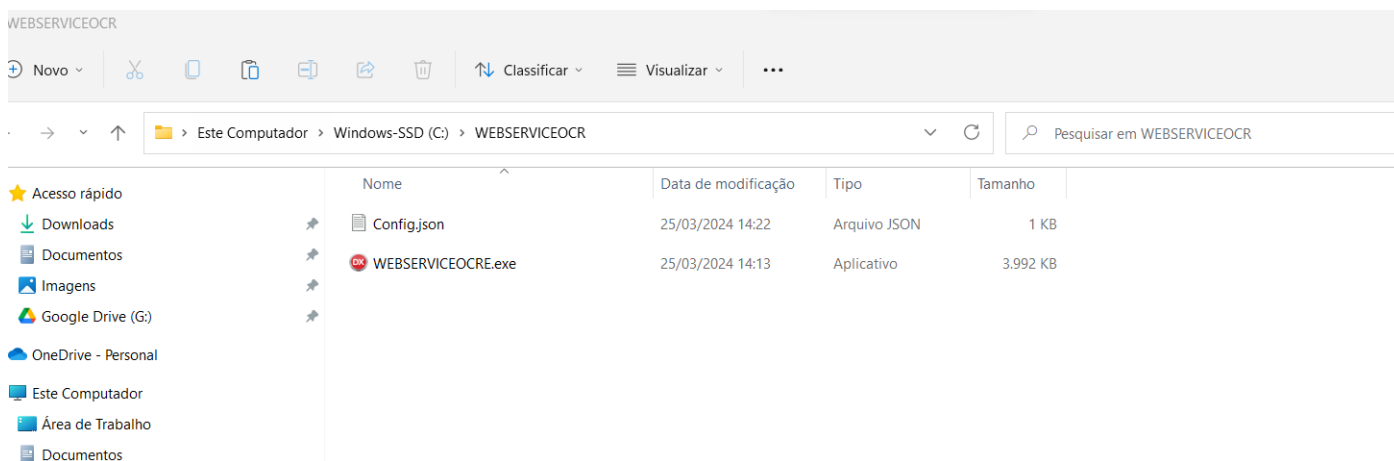 WEBSERVICEOCR
Novo Classificar Visualizar
Este Computador Windows-SSD (C:) WEBSERVICEOCR Pesquisar em WEBSERVICEOCR
Acesso rápido
Downloads
Documentos
Imagens
Google Drive (G:)
OneDrive - Personal
Este Computador
Área de Trabalho
Documentos
Nome Data de modificação Tipo Tamanho
Config.json 25/03/2024 14:22 Arquivo JSON 1 KB
DX WEBSERVICEOCRE.exe 25/03/2024 14:13 Aplicativo 3.992 KB